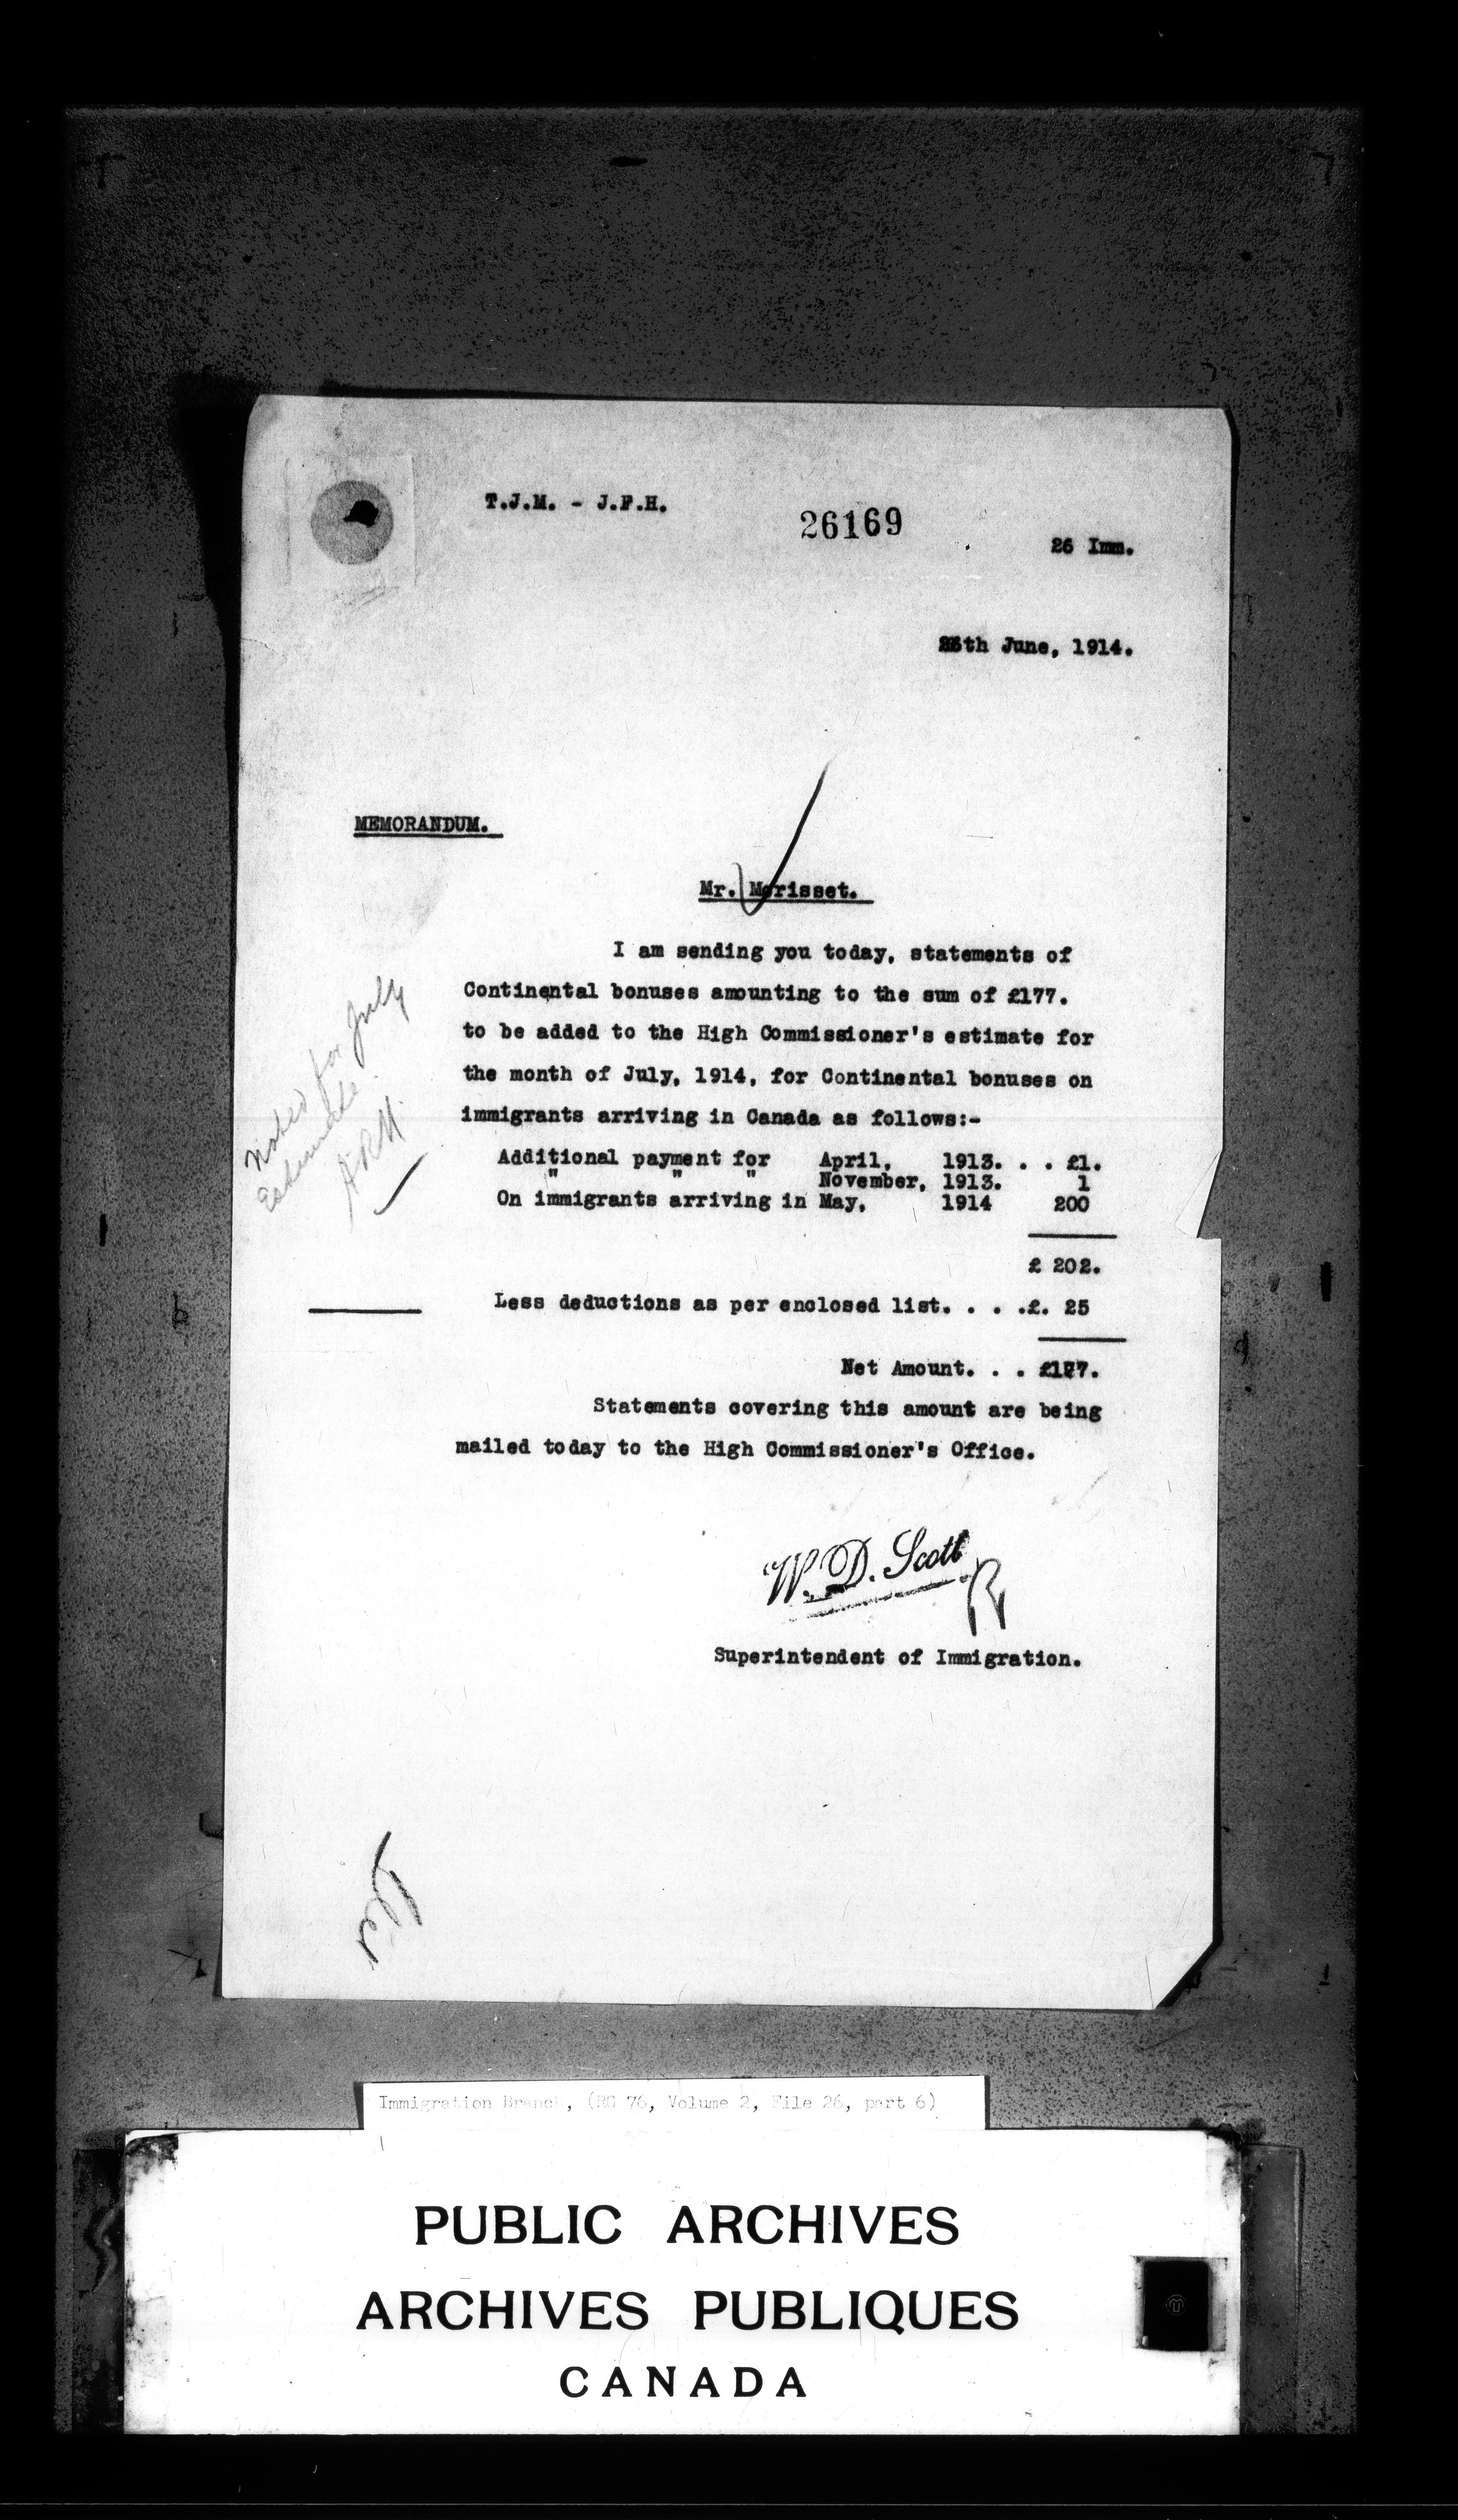 T.J.M. - J.F.H.
26169
26 Imm.
th June, 1914.
MEMORANDUM.
Mr. Morisset.
I am sending you today, statements of
Continental bonuses amounting to the sum of £177.
to be added to the High Commissioner's estimate for
the month of July, 1914, for Continental bonuses on
immigrants arriving in Canada as follows:-
Additional payment for April, 1913. . . £1.
" " " November, 1913. 1
On immigrants arriving in May, 1914 200
£ 202.
Less deductions as per enclosed list. . . .£. 25
Net Amount. . . £177.
Statements covering this amount are being
mailed today to the High Commissioner's Office.
W. D. Scott
Superintendent of Immigration.
Noted for July
Estimate.
Immigration Branch, (RG 76, Volume 2, File 26, part 6)
PUBLIC ARCHIVES
ARCHIVES PUBLIQUES
CANADA